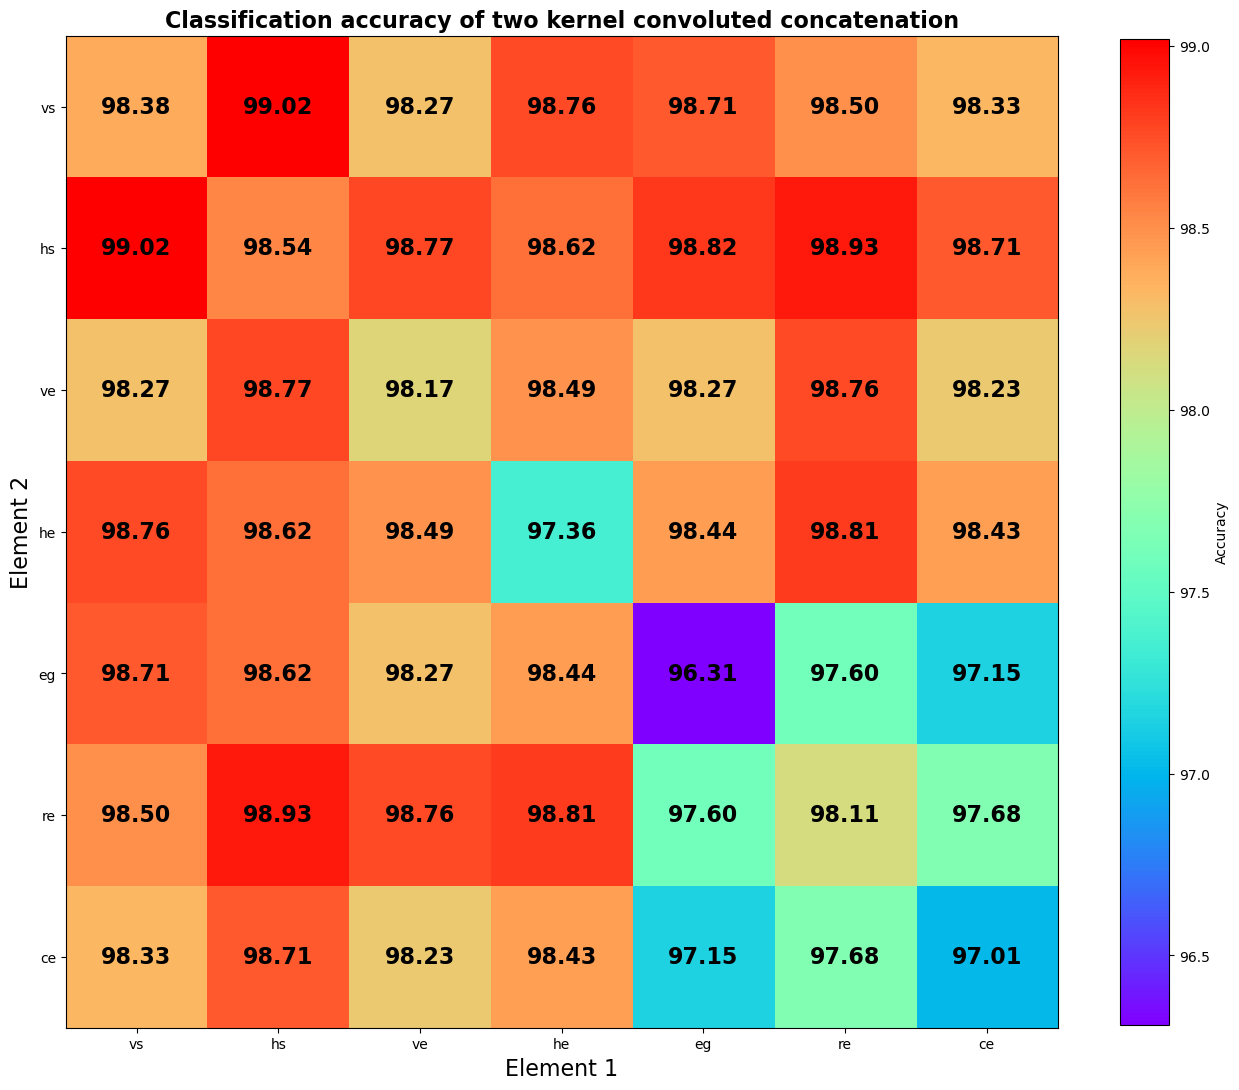 Classification accuracy of two kernel convoluted concatenation
vs 98.38 99.02 98.27 98.76 98.71 98.50 98.33
hs 99.02 98.54 98.77 98.62 98.82 98.93 98.71
ve 98.27 98.77 98.17 98.49 98.27 98.76 98.23
he 98.76 98.62 98.49 97.36 98.44 98.81 98.43
eg 98.71 98.62 98.27 98.44 96.31 97.60 97.15
re 98.50 98.93 98.76 98.81 97.60 98.11 97.68
ce 98.33 98.71 98.23 98.43 97.15 97.68 97.01
vs hs ve he eg re ce
Element 1
Element 2
99.0
98.5
98.0
97.5
97.0
96.5
Accuracy